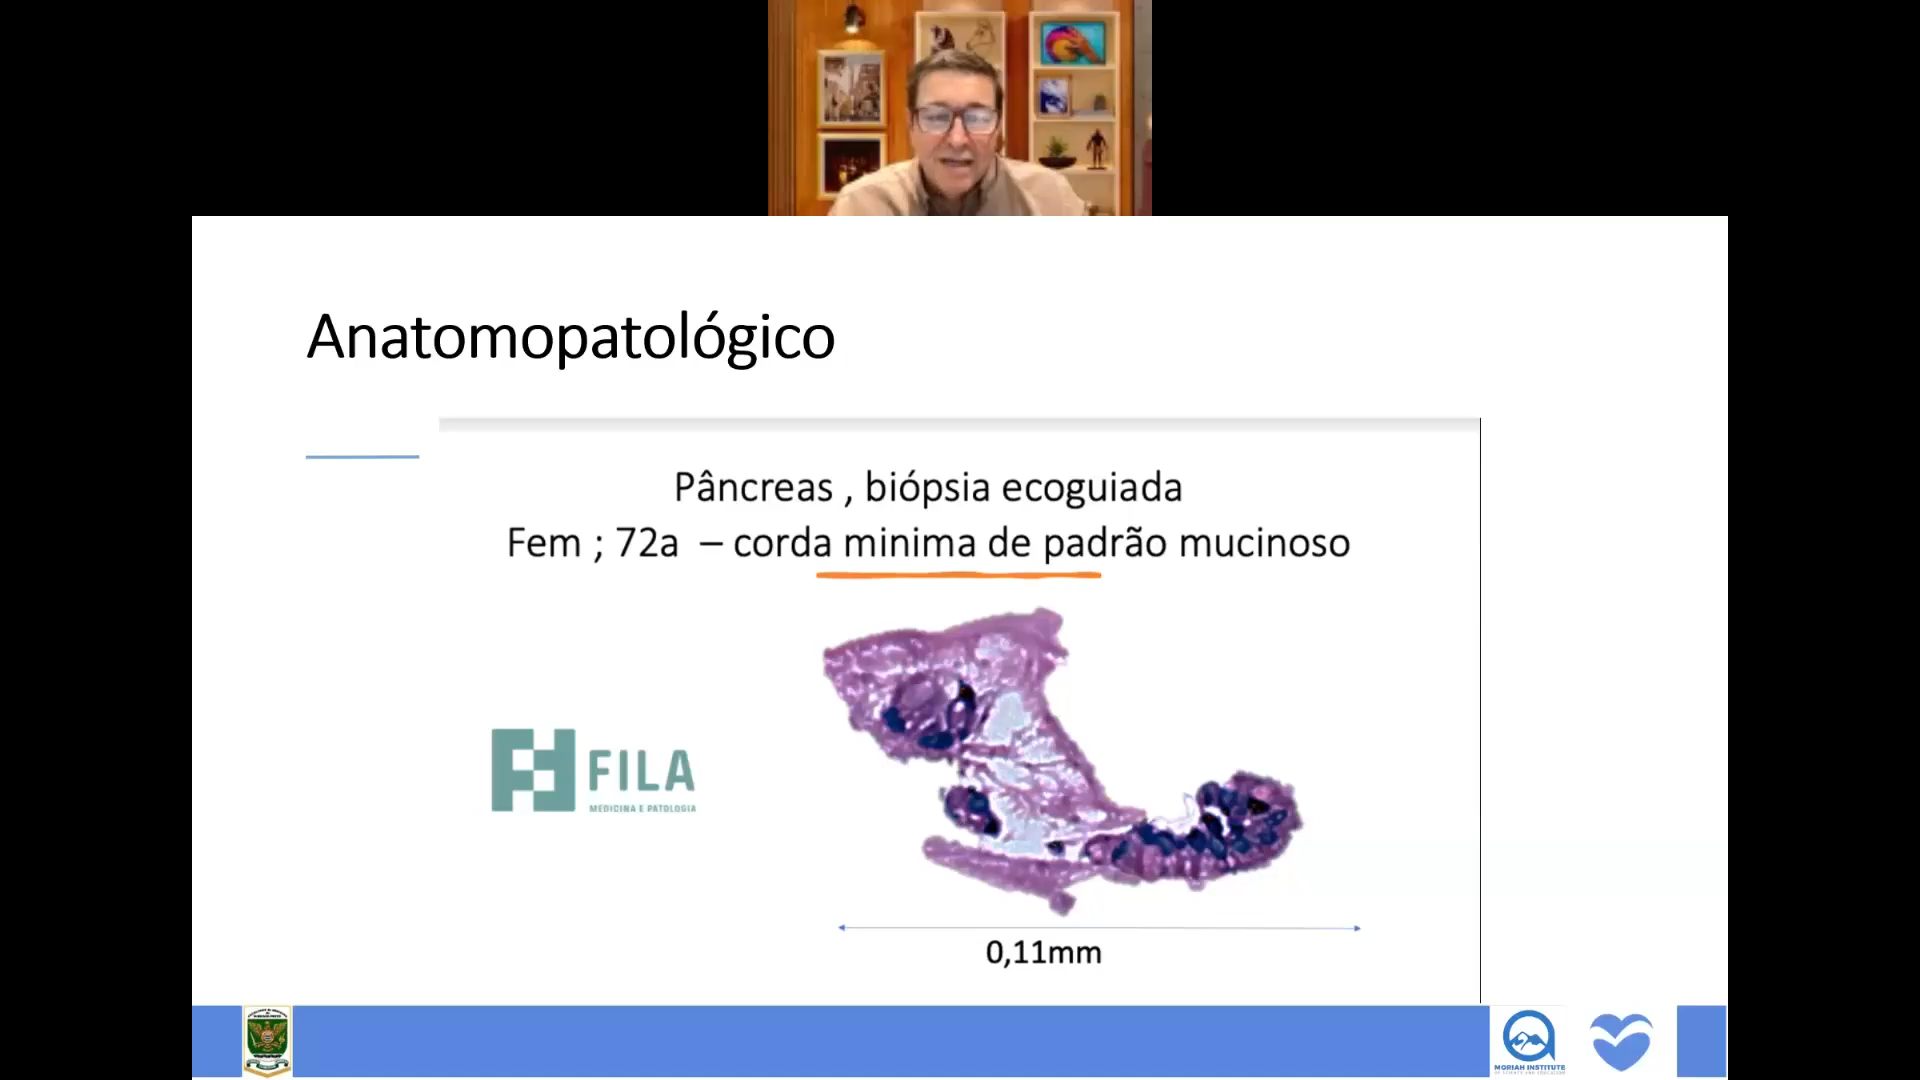 Anatomopatológico
Pâncreas , biópsia ecoguiada
Fem ; 72a – corda minima de padrão mucinoso
FILA
MEDICINA E PATOLOGIA
0,11mm
MORIAH INSTITUTE